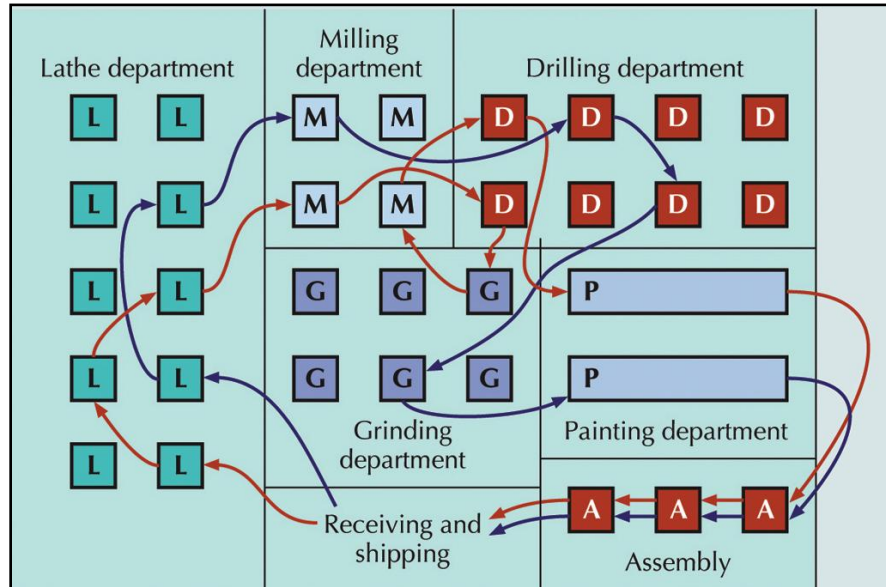 Lathe department
Milling
department
Drilling department
L L
M M
D D D D
L L
M M
D D D D
L L
G G G
P
L L
G G G
P
Grinding
department
Painting department
L L
Receiving and
shipping
A A A
Assembly